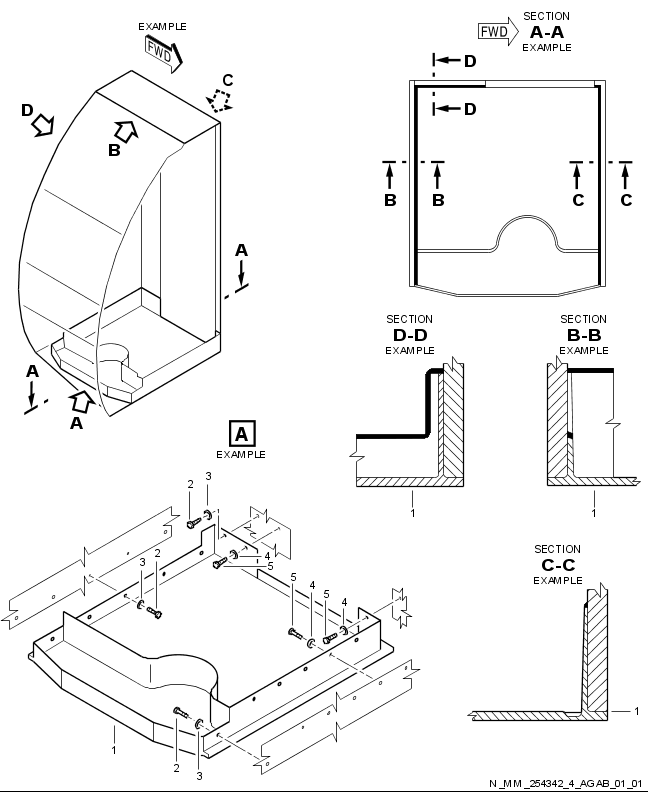 EXAMPLE
FWD
C
D
B
A
A
A
FWD
SECTION
A-A
EXAMPLE
D
D
B
B
C
C
SECTION
D-D
EXAMPLE
SECTION
B-B
EXAMPLE
1
1
A
EXAMPLE
2
3
4
5
3
2
5
4
5
4
1
2
3
SECTION
C-C
EXAMPLE
1
N_MM_254342_4_AGAB_01_01